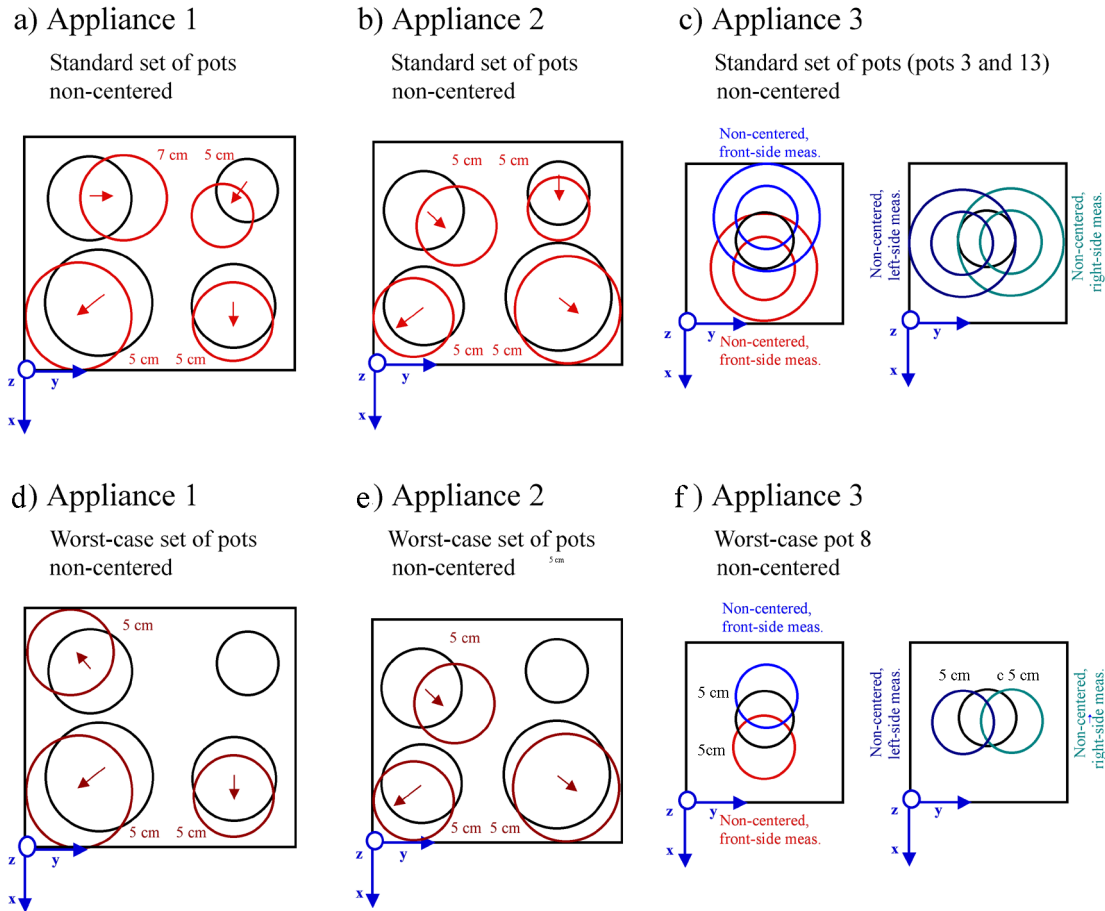 a) Appliance 1
Standard set of pots
non-centered
7 cm
5 cm
5 cm
5 cm
z
y
x
b) Appliance 2
Standard set of pots
non-centered
5 cm
5 cm
5 cm
5 cm
z
y
x
c) Appliance 3
Standard set of pots (pots 3 and 13)
non-centered
Non-centered,
front-side meas.
z
y
x
Non-centered,
front-side meas.
Non-centered,
left-side meas.
Non-centered,
right-side meas.
z
y
x
d) Appliance 1
Worst-case set of pots
non-centered
5 cm
5 cm
5 cm
z
y
x
e) Appliance 2
Worst-case set of pots
non-centered
5 cm
5 cm
5 cm
5 cm
z
y
x
f) Appliance 3
Worst-case pot 8
non-centered
Non-centered,
front-side meas.
5 cm
5cm
z
y
x
Non-centered,
front-side meas.
Non-centered,
left-side meas.
5 cm
c 5 cm
Non-centered,
right-side meas.
z
y
x